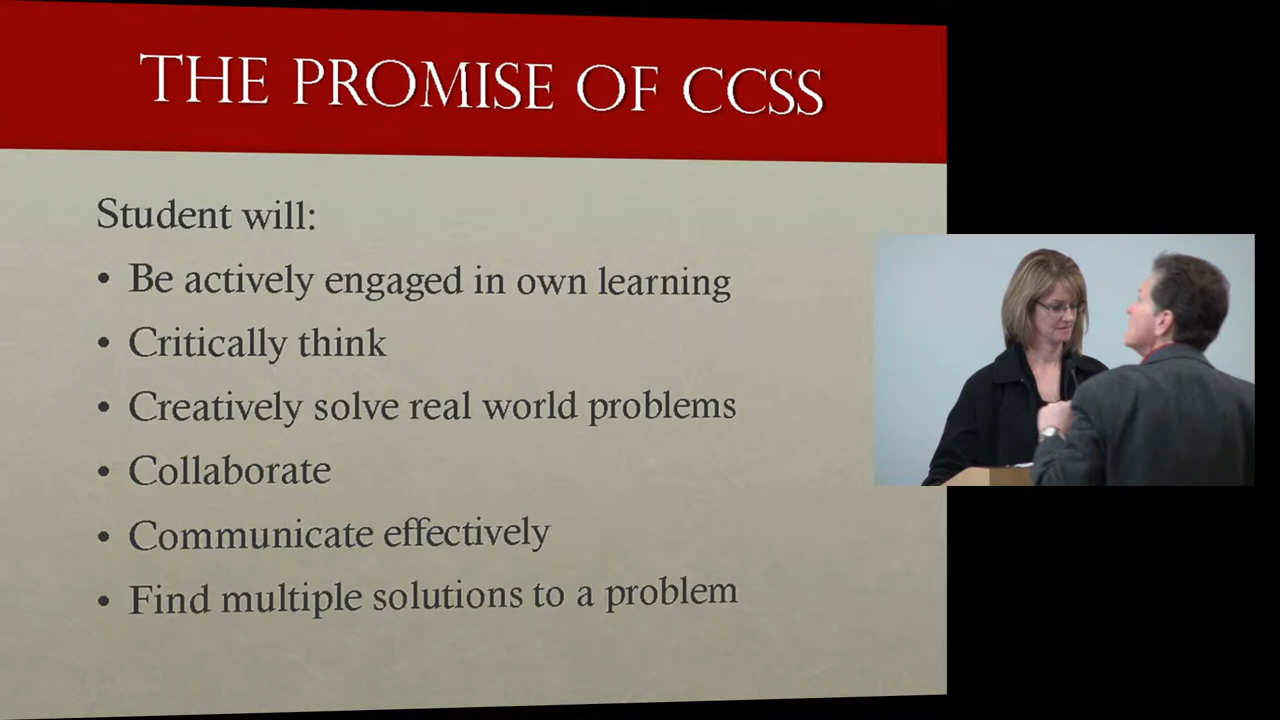 THE PROMISE OF CCSS
Student will:
• Be actively engaged in own learning
• Critically think
• Creatively solve real world problems
• Collaborate
• Communicate effectively
• Find multiple solutions to a problem